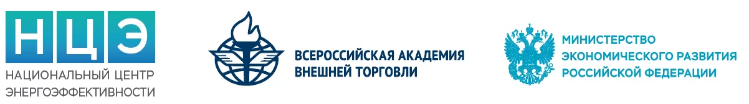 НЦЭ
НАЦИОНАЛЬНЫЙ ЦЕНТР
ЭНЕРГОЭФФЕКТИВНОСТИ
ВСЕРОССИЙСКАЯ АКАДЕМИЯ
ВНЕШНЕЙ ТОРГОВЛИ
МИНИСТЕРСТВО
ЭКОНОМИЧЕСКОГО РАЗВИТИЯ
РОССИЙСКОЙ ФЕДЕРАЦИИ